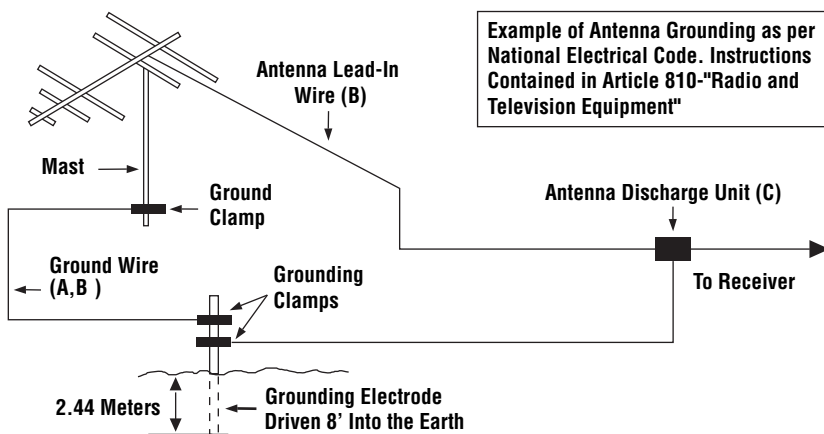 Example of Antenna Grounding as per
National Electrical Code. Instructions
Contained in Article 810-"Radio and
Television Equipment"
Antenna Lead-In
Wire (B)
Mast
Ground
Clamp
Antenna Discharge Unit (C)
Ground Wire
(A,B )
Grounding
Clamps
To Receiver
2.44 Meters
Grounding Electrode
Driven 8' Into the Earth